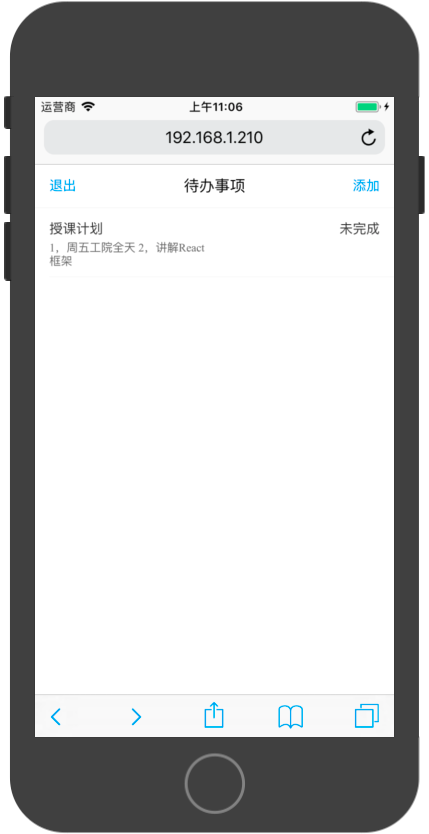 运营商 上午11:06
192.168.1.210
退出 待办事项 添加
授课计划 未完成
1，周五工院全天 2，讲解React
框架